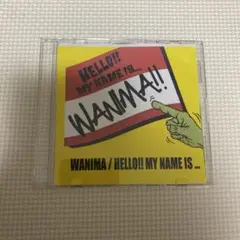 HELLO!!
MY NAME IS...
WANIMA!!
WANIMA / HELLO!! MY NAME IS ...